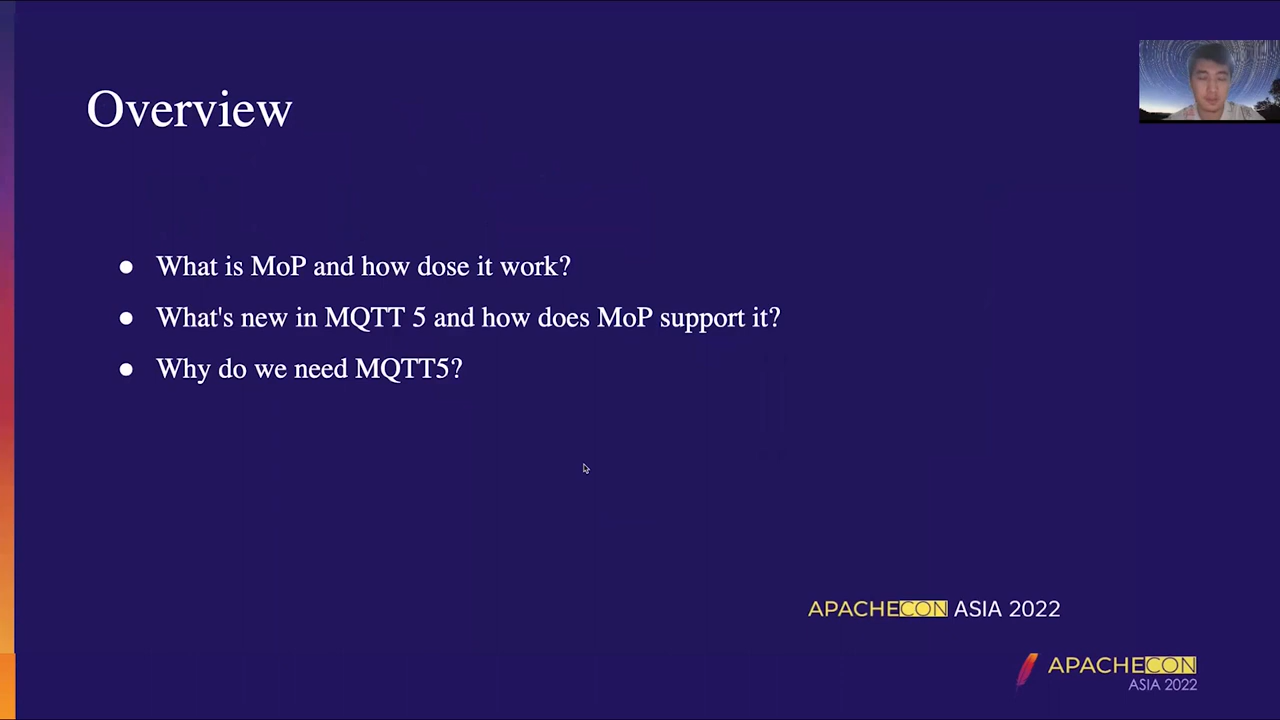 Overview
● What is MoP and how dose it work?
● What's new in MQTT 5 and how does MoP support it?
● Why do we need MQTT5?
APACHECON ASIA 2022
APACHECON
ASIA 2022